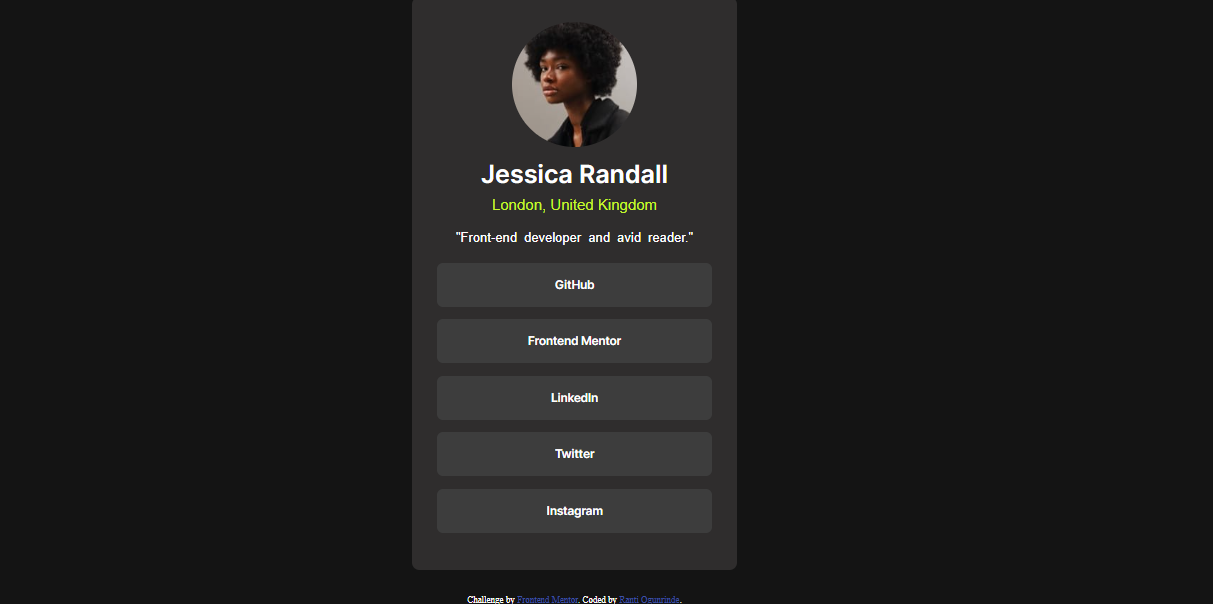 Jessica Randall
London, United Kingdom
"Front-end developer and avid reader."
GitHub
Frontend Mentor
LinkedIn
Twitter
Instagram
Challenge by Frontend Mentor. Coded by Ranti Ogunrinde.